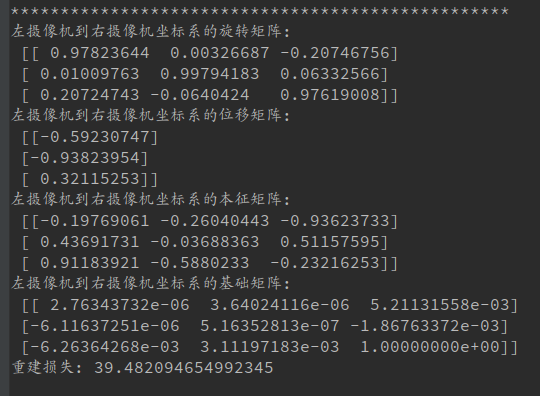 **************************************************
左摄像机到右摄像机坐标系的旋转矩阵:
[[ 0.97823644  0.00326687 -0.20746756]
[ 0.01009763  0.99794183  0.06332566]
[ 0.20724743 -0.0640424   0.97619008]]
左摄像机到右摄像机坐标系的位移矩阵:
[[-0.59230747]
[-0.93823954]
[ 0.32115253]]
左摄像机到右摄像机坐标系的本征矩阵:
[[-0.19769061 -0.26040443 -0.93623733]
[ 0.43691731 -0.03688363  0.51157595]
[ 0.91183921 -0.5880233  -0.23216253]]
左摄像机到右摄像机坐标系的基础矩阵:
[[ 2.76343732e-06  3.64024116e-06  5.21131558e-03]
[-6.11637251e-06  5.16352813e-07 -1.86763372e-03]
[-6.26364268e-03  3.11197183e-03  1.00000000e+00]]
重建损失: 39.482094654992345